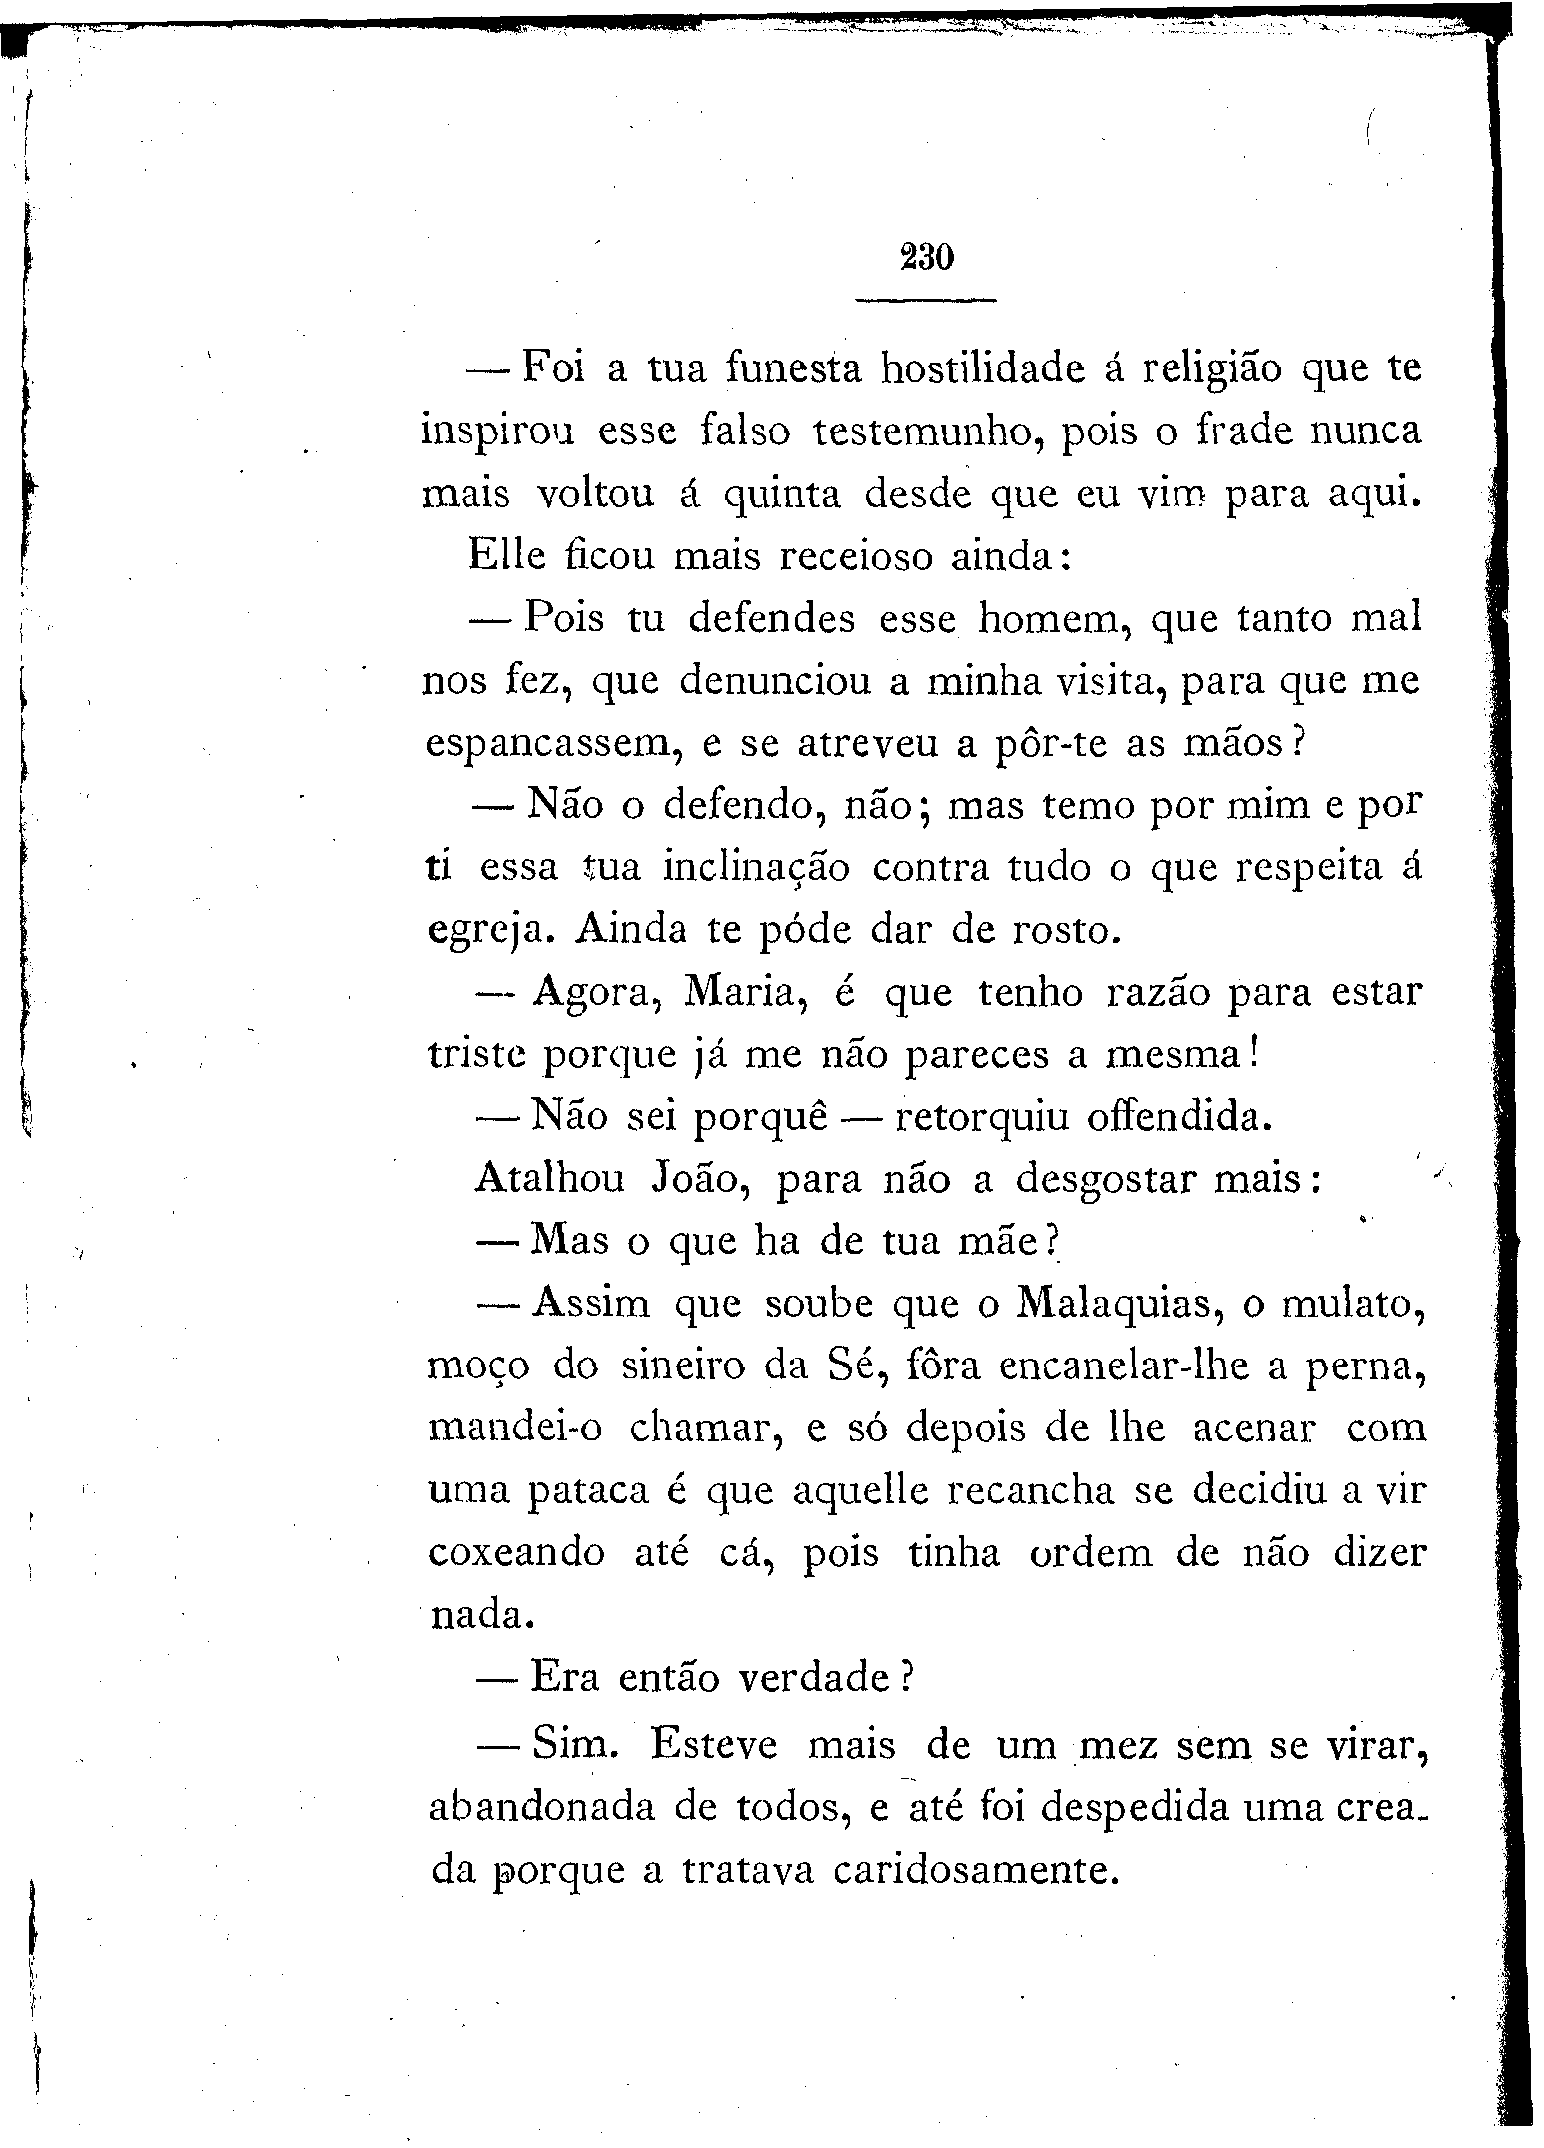 230
— Foi a tua funesta hostilidade á religião que te
inspirou esse falso testemunho, pois o frade nunca
mais voltou á quinta desde que eu vim para aqui.
Elle ficou mais receioso ainda:
— Pois tu defendes esse homem, que tanto mal
nos fez, que denunciou a minha visita, para que me
espancassem, e se atreveu a pôr-te as mãos?
— Não o defendo, não; mas temo por mim e por
ti essa tua inclinação contra tudo o que respeita á
egreja. Ainda te póde dar de rosto.
— Agora, Maria, é que tenho razão para estar
triste porque já me não pareces a mesma!
— Não sei porquê — retorquiu offendida.
Atalhou João, para não a desgostar mais:
— Mas o que ha de tua mãe?
— Assim que soube que o Malaquias, o mulato,
moço do sineiro da Sé, fôra encanelar-lhe a perna,
mandei-o chamar, e só depois de lhe acenar com
uma pataca é que aquelle recancha se decidiu a vir
coxeando até cá, pois tinha ordem de não dizer
nada.
— Era então verdade?
— Sim. Esteve mais de um mez sem se virar,
abandonada de todos, e até foi despedida uma crea-
da porque a tratava caridosamente.